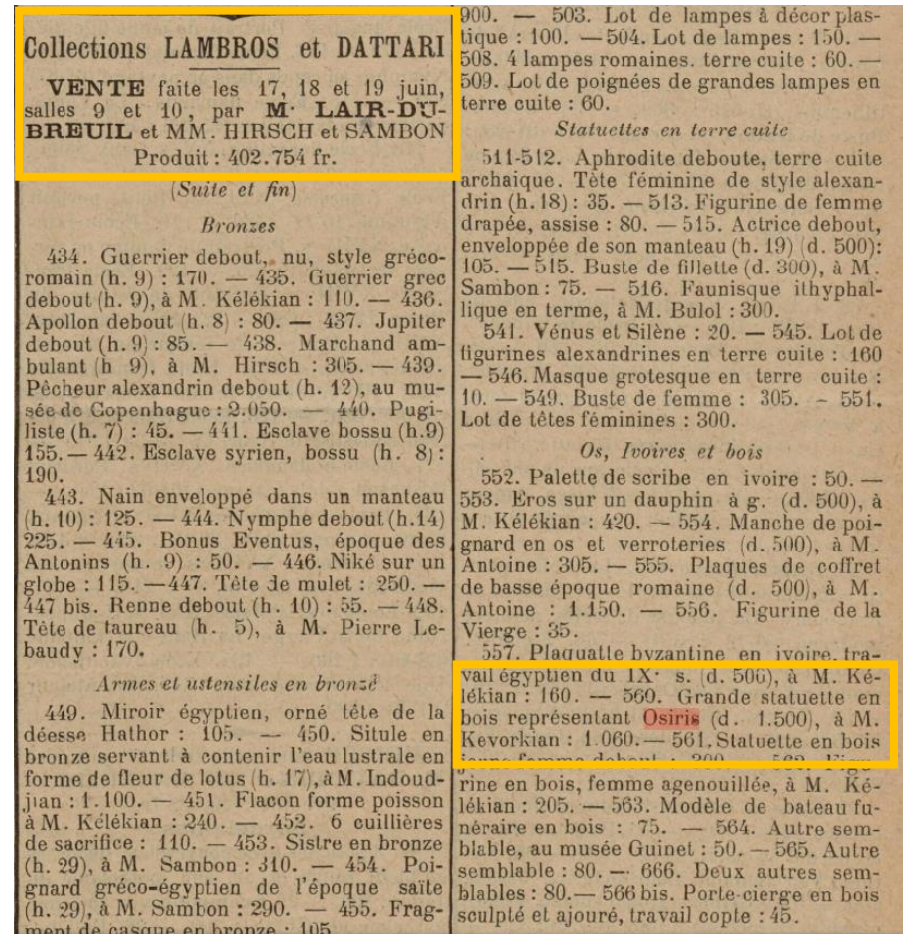 Collections LAMBROS et DATTARI
VENTE faite les 17, 18 et 19 juin,
salles 9 et 10, par Mᵉ LAIR-DU-
BREUIL et MM. HIRSCH et SAMBON
Produit : 402.754 fr.
(Suite et fin)
Bronzes
434. Guerrier debout, nu, style gréco-
romain (h. 9) : 170. — 435. Guerrier grec
debout (h. 9), à M. Kélékian : 110. — 436.
Apollon debout (h. 8) : 80. — 437. Jupiter
debout (h. 9) : 85. — 438. Marchand am-
bulant (h 9), à M. Hirsch : 305. — 439.
Pêcheur alexandrin debout (h. 12), au mu-
sée de Copenhague : 2.050. — 440. Pugi-
liste (h. 7) : 45. — 441. Esclave bossu (h.9)
155. — 442. Esclave syrien, bossu (h. 8) :
190.
443. Nain enveloppé dans un manteau
(h. 10) : 125. — 444. Nymphe debout (h.14)
225. — 445. Bonus Eventus, époque des
Antonins (h. 9) : 50. — 446. Niké sur un
globe : 115. — 447. Tête de mulet : 250. —
447 bis. Renne debout (h. 10) : 55. — 448.
Tête de taureau (h. 5), à M. Pierre Le-
baudy : 170.
Armes et ustensiles en bronze
449. Miroir égyptien, orné tête de la
déesse Hathor : 105. — 450. Situle en
bronze servant à contenir l'eau lustrale en
forme de fleur de lotus (h. 17), à M. Indoud-
jian : 1.100. — 451. Flacon forme poisson
à M. Kélékian : 240. — 452. 6 cuillières
de sacrifice : 110. — 453. Sistre en bronze
(h. 29), à M. Sambon : 310. — 454. Poi-
gnard gréco-égyptien de l'époque saïte
(h. 29), à M. Sambon : 290. — 455. Frag-
ment de casque en bronze : 105
900. — 503. Lot de lampes à décor plas-
tique : 100. — 504. Lot de lampes : 150. —
508. 4 lampes romaines. terre cuite : 60. —
509. Lot de poignées de grandes lampes en
terre cuite : 60.
Statuettes en terre cuite
511-512. Aphrodite deboute, terre cuite
archaique. Tète féminine de style alexan-
drin (h. 18) : 35. — 513. Figurine de femme
drapée, assise : 80. — 515. Actrice debout,
enveloppée de son manteau (h. 19) (d. 500):
105. — 515. Buste de fillette (d. 300), à M.
Sambon : 75. — 516. Faunisque ithyphal-
lique en terme, à M. Bulol : 300.
541. Vénus et Silène : 20. — 545. Lot de
figurines alexandrines en terre cuite : 160
— 546. Masque grotesque en terre cuite :
10. — 549. Buste de femme : 305. - 551.
Lot de têtes féminines : 300.
Os, Ivoires et bois
552. Palette de scribe en ivoire : 50. —
553. Eros sur un dauphin à g. (d. 500), à
M. Kélékian : 420. — 554. Manche de poi-
gnard en os et verroteries (d. 500), à M.
Antoine : 305. — 555. Plaques de coffret
de basse époque romaine (d. 500), à M.
Antoine : 1.150. — 556. Figurine de la
Vierge : 35.
557. Plaquatte byzantine en ivoire, tra-
vail égyptien du IXᵉ s. (d. 500), à M. Ké-
lékian : 160. — 560. Grande statuette en
bois représentant Osiris (d. 1.500), à M.
Kevorkian : 1.060. — 561. Statuette en bois
jeune femme debout : 300. — 562. Figu-
rine en bois, femme agenouillée, à M. Ké-
lékian : 205. — 563. Modèle de bateau fu-
néraire en bois : 75. — 564. Autre sem-
blable, au musée Guinet : 50. — 565. Autre
semblable : 80. — 666. Deux autres sem-
blables : 80. — 566 bis. Porte-cierge en bois
sculpté et ajouré, travail copte : 45.